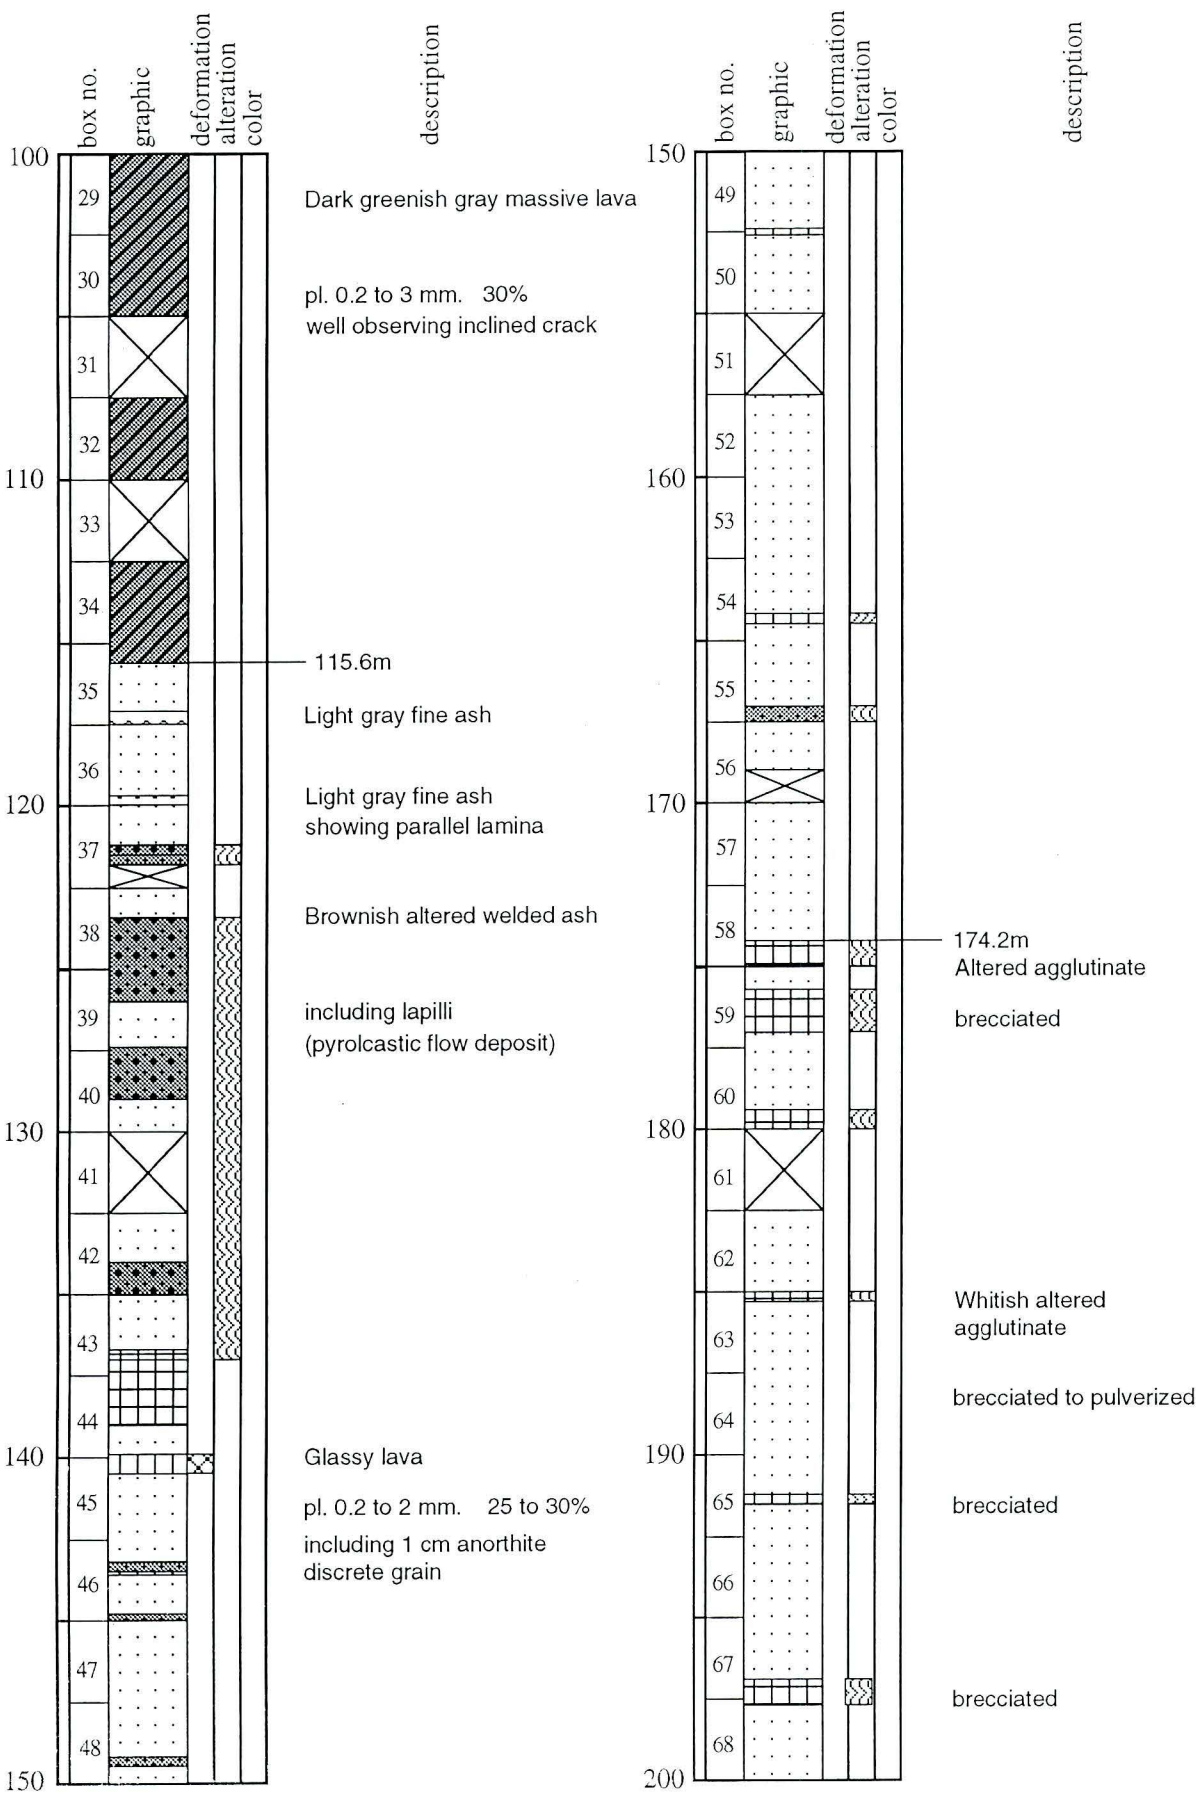 box no.
graphic
deformation
alteration
color
description
100
29
Dark greenish gray massive lava
30
pl. 0.2 to 3 mm. 30%
well observing inclined crack
31
32
110
33
34
115.6m
35
Light gray fine ash
36
Light gray fine ash
120
showing parallel lamina
37
Brownish altered welded ash
38
including lapilli
39
(pyrolcastic flow deposit)
40
130
41
42
43
44
140
Glassy lava
45
pl. 0.2 to 2 mm. 25 to 30%
including 1 cm anorthite
discrete grain
46
47
48
150
box no.
graphic
deformation
alteration
color
description
150
49
50
51
52
160
53
54
55
56
170
57
58
174.2m
Altered agglutinate
59
brecciated
60
180
61
62
Whitish altered
agglutinate
63
brecciated to pulverized
64
190
65
brecciated
66
67
brecciated
68
200